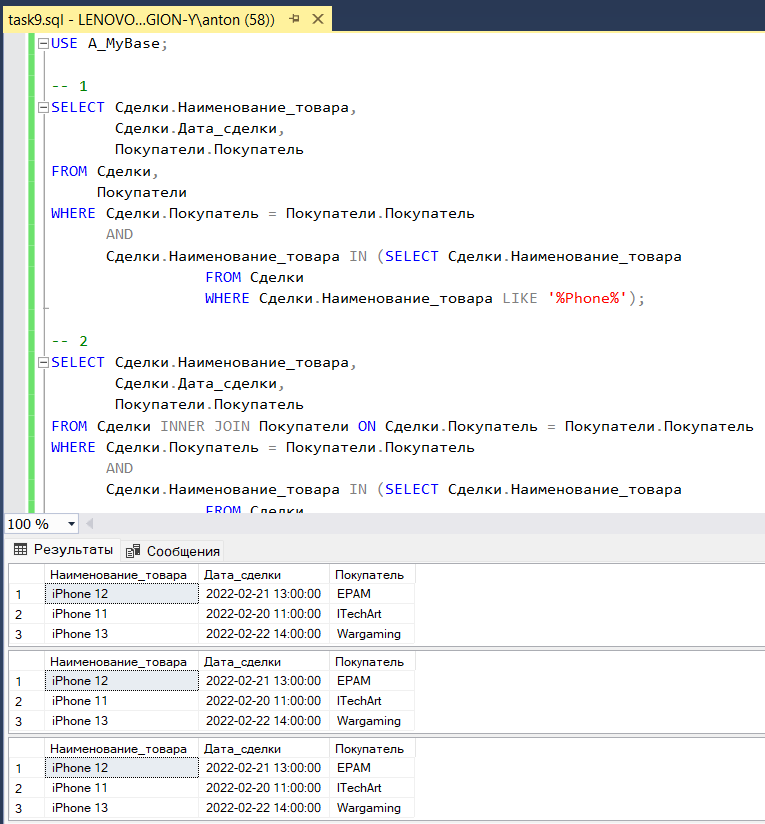 task9.sql - LENOVO...GION-Y\anton (58))
USE A_MyBase;
-- 1
SELECT Сделки.Наименование_товара,
Сделки.Дата_сделки,
Покупатели.Покупатель
FROM Сделки,
Покупатели
WHERE Сделки.Покупатель = Покупатели.Покупатель
AND
Сделки.Наименование_товара IN (SELECT Сделки.Наименование_товара
FROM Сделки
WHERE Сделки.Наименование_товара LIKE '%Phone%');
-- 2
SELECT Сделки.Наименование_товара,
Сделки.Дата_сделки,
Покупатели.Покупатель
FROM Сделки INNER JOIN Покупатели ON Сделки.Покупатель = Покупатели.Покупатель
WHERE Сделки.Покупатель = Покупатели.Покупатель
AND
Сделки.Наименование_товара IN (SELECT Сделки.Наименование_товара
FROM Сделки
100 %
Результаты Сообщения
Наименование_товара Дата_сделки Покупатель
1 iPhone 12 2022-02-21 13:00:00 EPAM
2 iPhone 11 2022-02-20 11:00:00 ITechArt
3 iPhone 13 2022-02-22 14:00:00 Wargaming
Наименование_товара Дата_сделки Покупатель
1 iPhone 12 2022-02-21 13:00:00 EPAM
2 iPhone 11 2022-02-20 11:00:00 ITechArt
3 iPhone 13 2022-02-22 14:00:00 Wargaming
Наименование_товара Дата_сделки Покупатель
1 iPhone 12 2022-02-21 13:00:00 EPAM
2 iPhone 11 2022-02-20 11:00:00 ITechArt
3 iPhone 13 2022-02-22 14:00:00 Wargaming